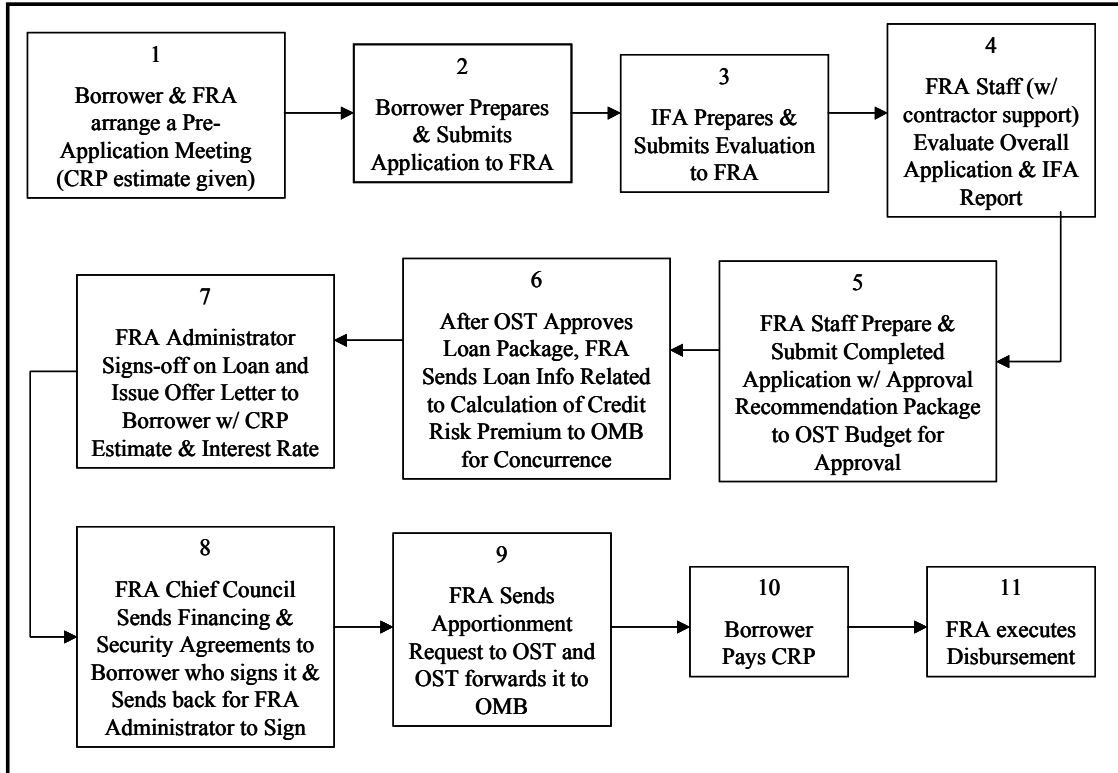 1
Borrower & FRA
arrange a Pre-
Application Meeting
(CRP estimate given)
2
Borrower Prepares
& Submits
Application to FRA
3
IFA Prepares &
Submits Evaluation
to FRA
4
FRA Staff (w/
contractor support)
Evaluate Overall
Application & IFA
Report
5
FRA Staff Prepare &
Submit Completed
Application w/ Approval
Recommendation Package
to OST Budget for
Approval
6
After OST Approves
Loan Package, FRA
Sends Loan Info Related
to Calculation of Credit
Risk Premium to OMB
for Concurrence
7
FRA Administrator
Signs-off on Loan and
Issue Offer Letter to
Borrower w/ CRP
Estimate & Interest Rate
8
FRA Chief Council
Sends Financing &
Security Agreements to
Borrower who signs it &
Sends back for FRA
Administrator to Sign
9
FRA Sends
Apportionment
Request to OST and
OST forwards it to
OMB
10
Borrower
Pays CRP
11
FRA executes
Disbursement